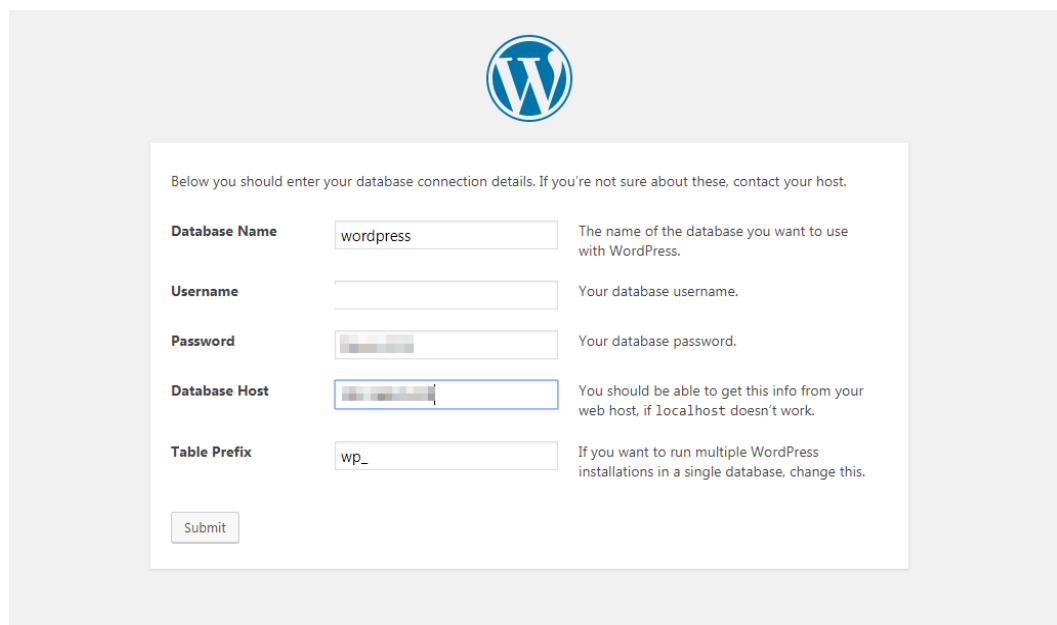 Below you should enter your database connection details. If you're not sure about these, contact your host.
Database Name
wordpress
The name of the database you want to use
with WordPress.
Username
Your database username.
Password
Your database password.
Database Host
You should be able to get this info from your
web host, if localhost doesn't work.
Table Prefix
wp_
If you want to run multiple WordPress
installations in a single database, change this.
Submit